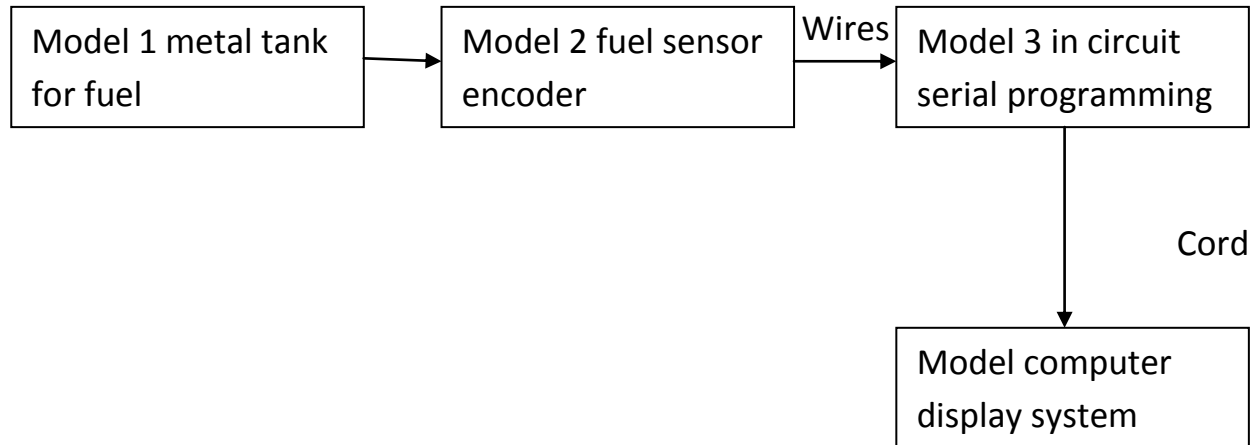 Model 1 metal tank
for fuel
Model 2 fuel sensor
encoder
Wires
Model 3 in circuit
serial programming
Cord
Model computer
display system